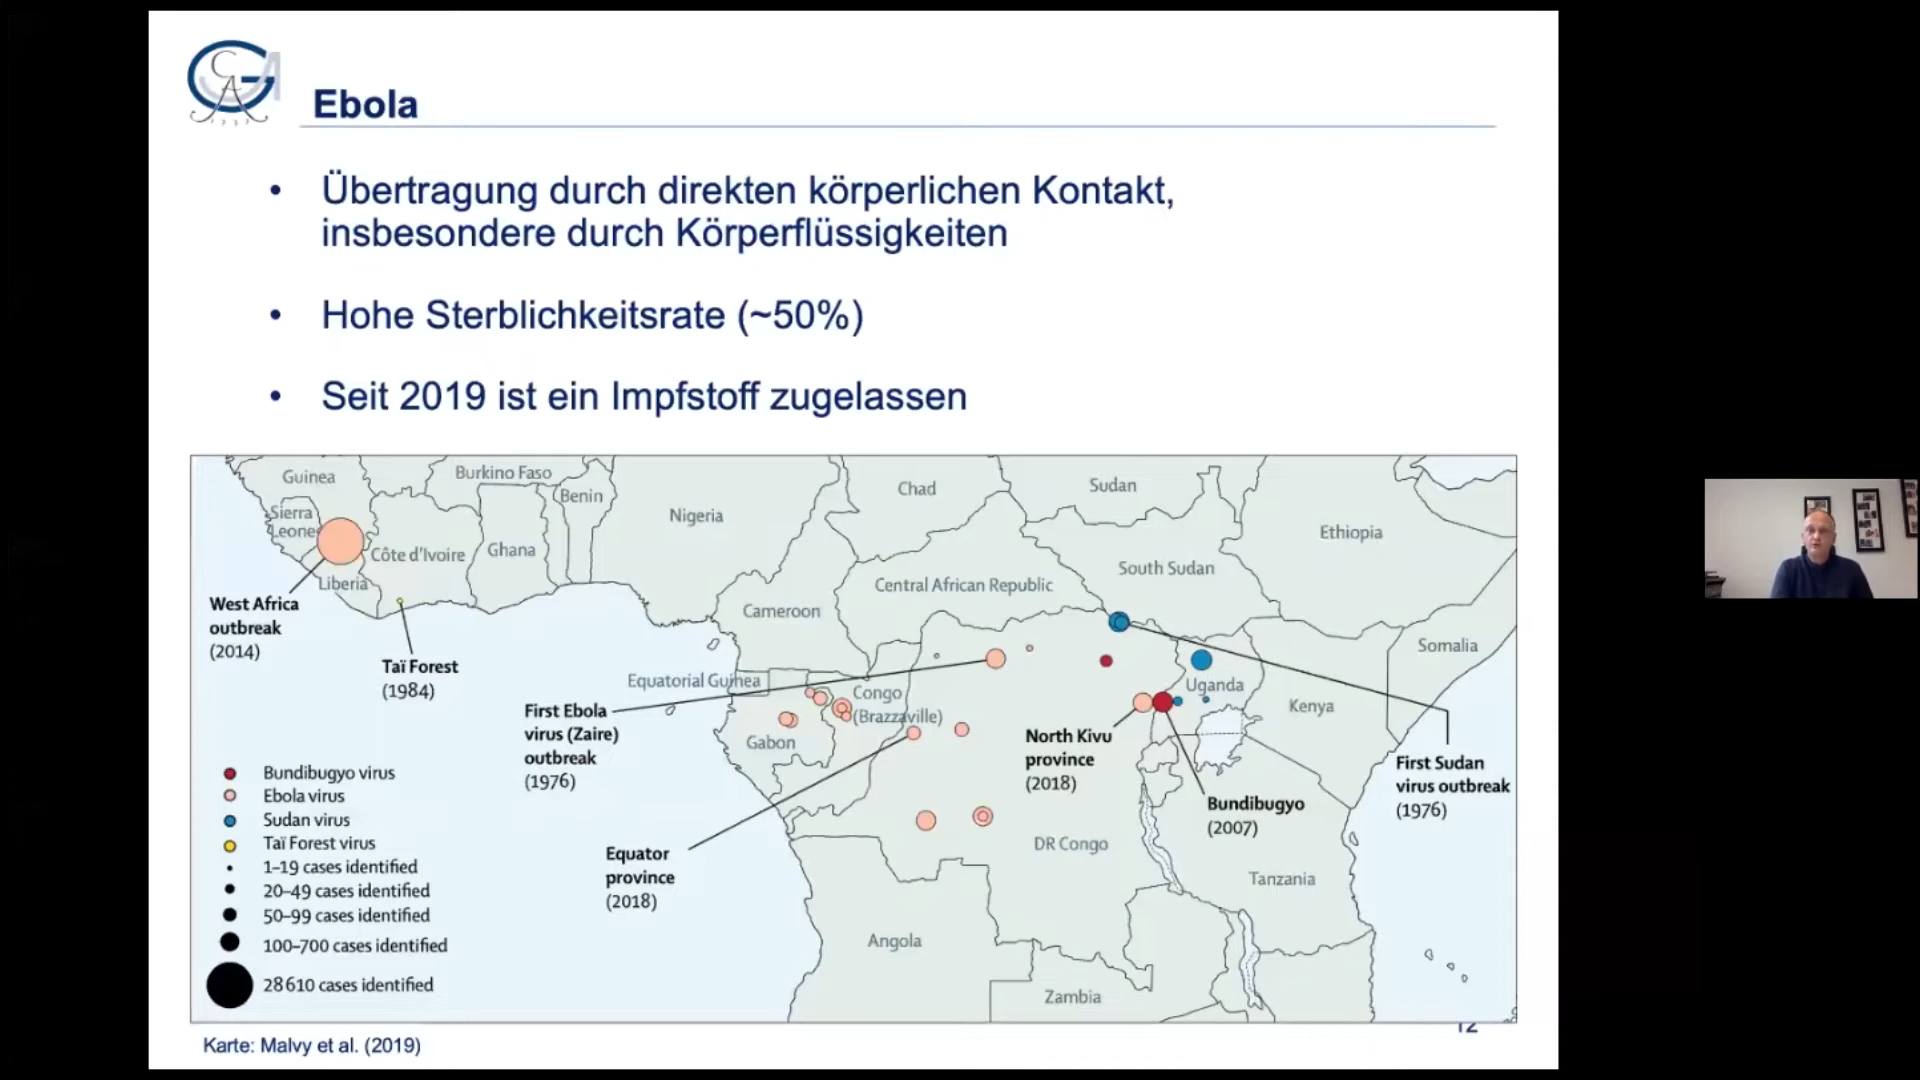 Ebola
• Übertragung durch direkten körperlichen Kontakt,
insbesondere durch Körperflüssigkeiten
• Hohe Sterblichkeitsrate (~50%)
• Seit 2019 ist ein Impfstoff zugelassen
Guinea
Burkino Faso
Benin
Nigeria
Chad
Sudan
Ethiopia
Sierra
Leone
Côte d'Ivoire
Ghana
Liberia
Central African Republic
South Sudan
Cameroon
Somalia
West Africa
outbreak
(2014)
Taï Forest
(1984)
Equatorial Guinea
Congo
(Brazzaville)
Uganda
Kenya
First Ebola
virus (Zaire)
outbreak
(1976)
Gabon
North Kivu
province
(2018)
First Sudan
virus outbreak
(1976)
Bundibugyo
(2007)
Equator
province
(2018)
DR Congo
Tanzania
Angola
Zambia
Bundibugyo virus
Ebola virus
Sudan virus
Taï Forest virus
1–19 cases identified
20–49 cases identified
50–99 cases identified
100–700 cases identified
28 610 cases identified
Karte: Malvy et al. (2019)
12